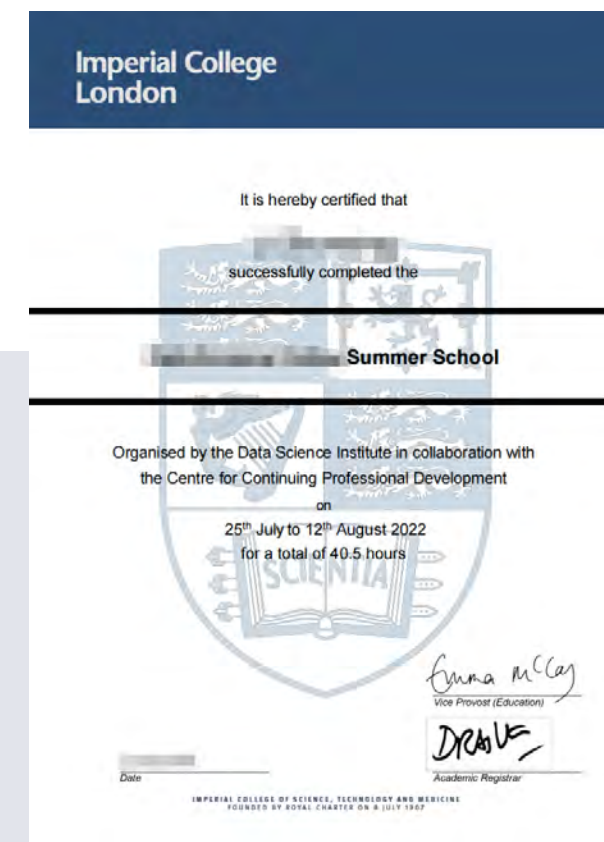 Imperial College
London
It is hereby certified that
successfully completed the
Summer School
Organised by the Data Science Institute in collaboration with
the Centre for Continuing Professional Development
on
25th July to 12th August 2022
for a total of 40.5 hours
SCIENTIA
Emma McCay
Vice Provost (Education)
Date
Academic Registrar
IMPERIAL COLLEGE OF SCIENCE, TECHNOLOGY AND MEDICINE
FOUNDED BY ROYAL CHARTER ON 8 JULY 1907